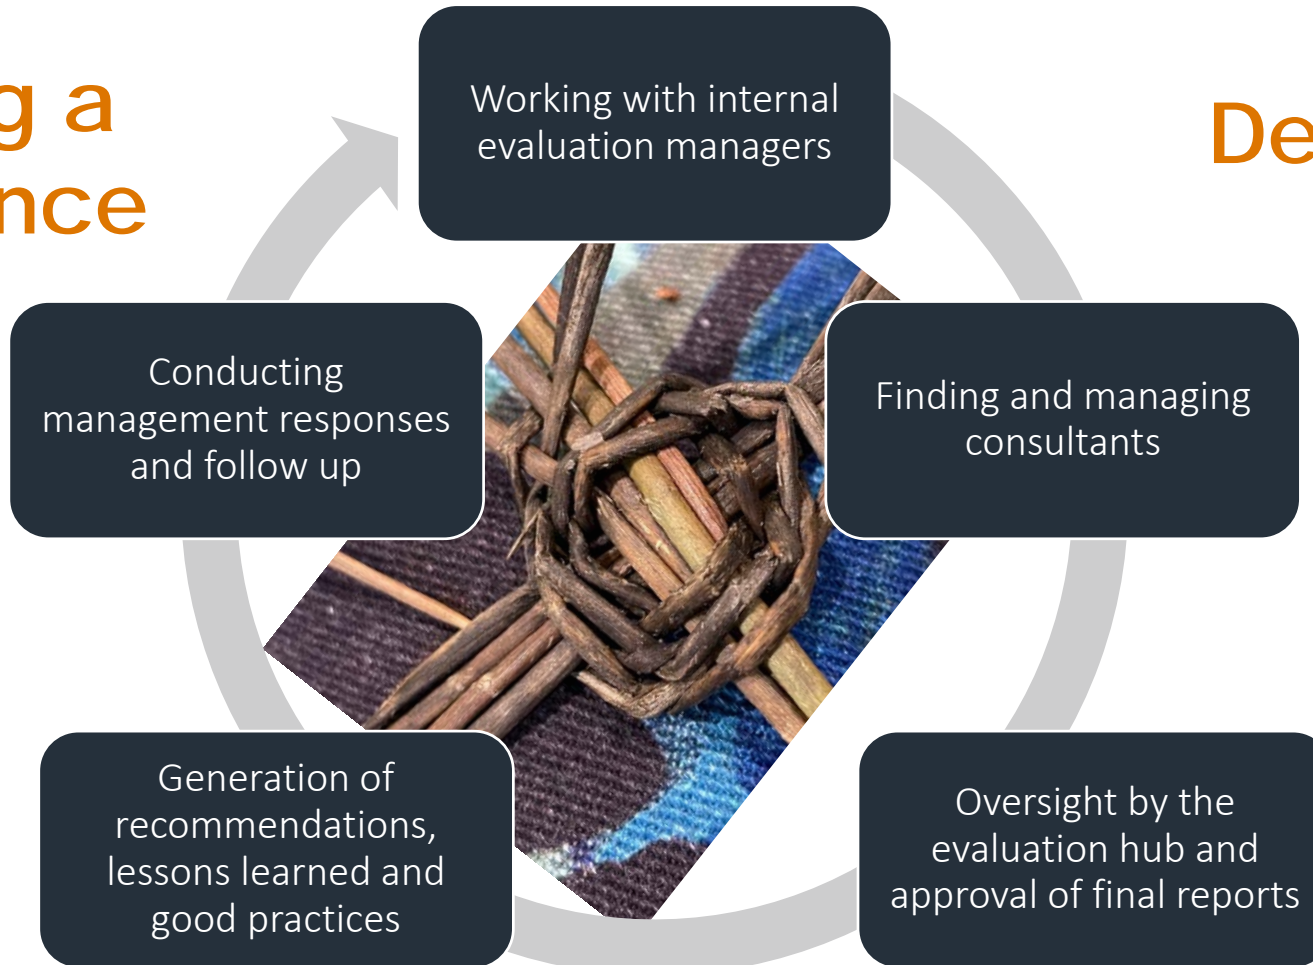 g a
nce
De
Working with internal
evaluation managers
Finding and managing
consultants
Oversight by the
evaluation hub and
approval of final reports
Generation of
recommendations,
lessons learned and
good practices
Conducting
management responses
and follow up